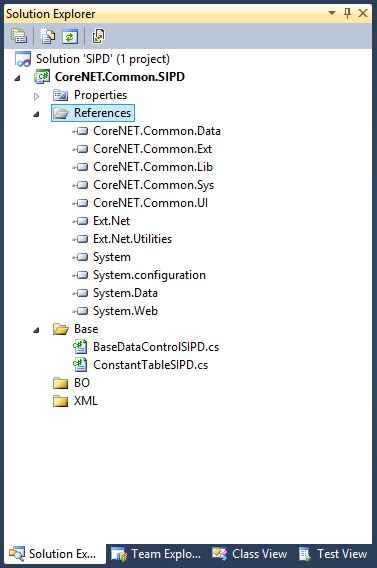 Solution Explorer
Solution 'SIPD' (1 project)
CoreNET.Common.SIPD
Properties
References
CoreNET.Common.Data
CoreNET.Common.Ext
CoreNET.Common.Lib
CoreNET.Common.Sys
CoreNET.Common.UI
Ext.Net
Ext.Net.Utilities
System
System.configuration
System.Data
System.Web
Base
BaseDataControlSIPD.cs
ConstantTableSIPD.cs
BO
XML
Solution Ex... Team Explo... Class View Test View